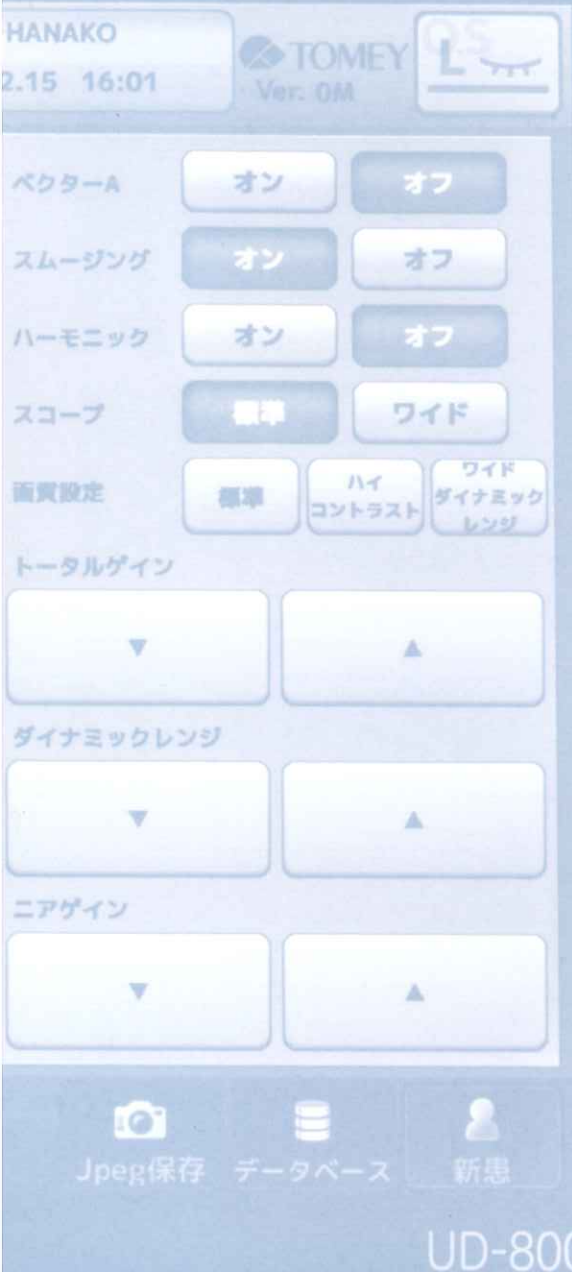 HANAKO
2.15 16:01
TOMEY
Ver: 0M
OS
L
ベクターA オン オフ
スムージング オン オフ
ハーモニック オン オフ
スコープ 標準 ワイド
画質設定 標準 ハイ
コントラスト ワイド
ダイナミック
レンジ
トータルゲイン
▼ ▲
ダイナミックレンジ
▼ ▲
ニアゲイン
▼ ▲
Jpeg保存 データベース 新患
UD-800